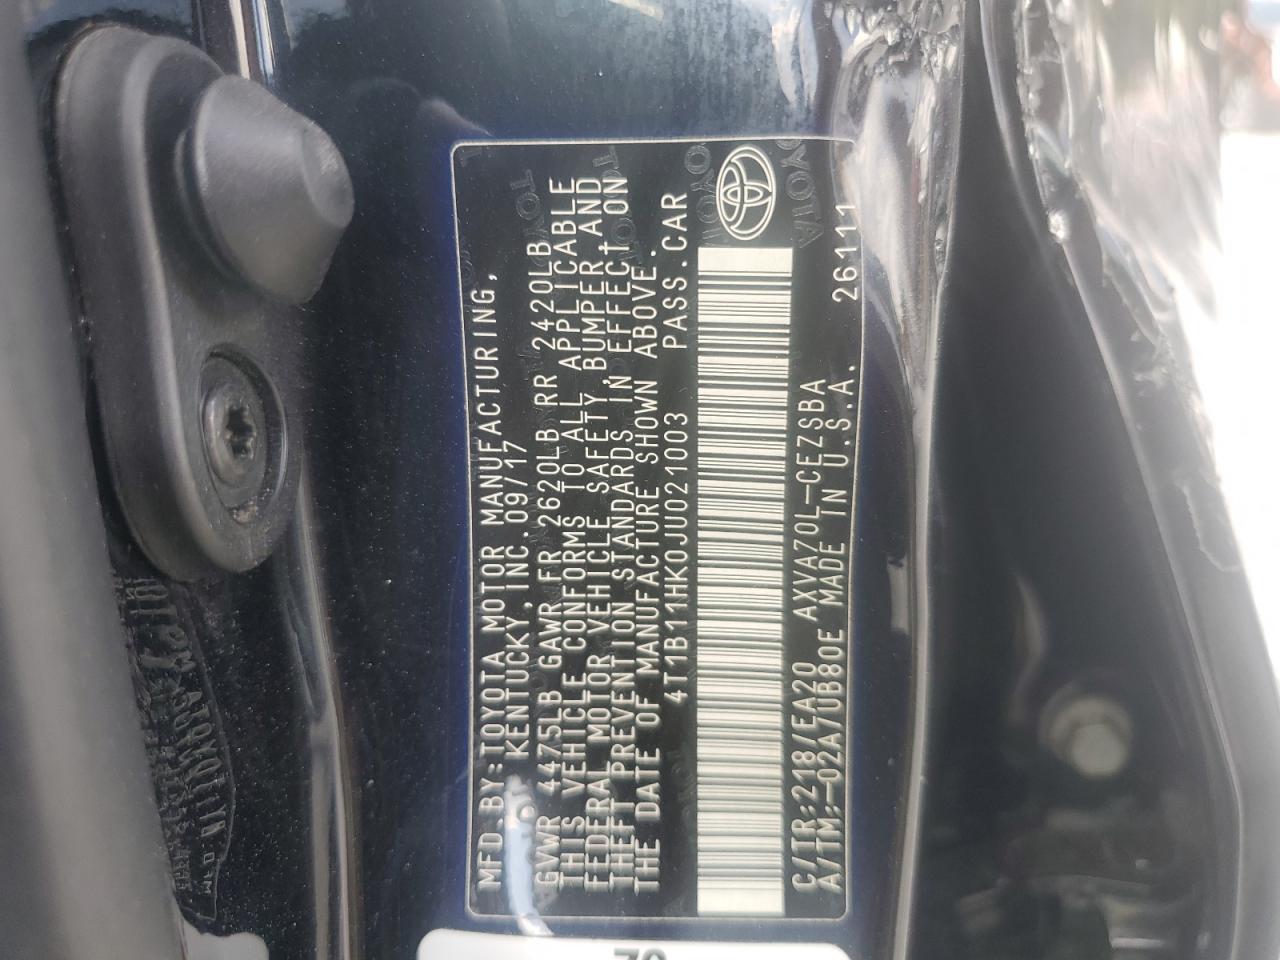 MFD.BY:TOYOTA MOTOR MANUFACTURING,
KENTUCKY,INC.09/17
GVWR 4475LB GAWR FR 2620LB RR 2420LB
THIS VEHICLE CONFORMS TO ALL APPLICABLE
FEDERAL MOTOR VEHICLE SAFETY,BUMPER,AND
THEFT PREVENTION STANDARDS IN EFFECT ON
THE DATE OF MANUFACTURE SHOWN ABOVE.
4T1B11HK0JU021003 PASS.CAR
C/TR:218/EA20 AXVA70L-CEZSBA
A/TM:-02A/UB80E MADE IN U.S.A. 26111
70